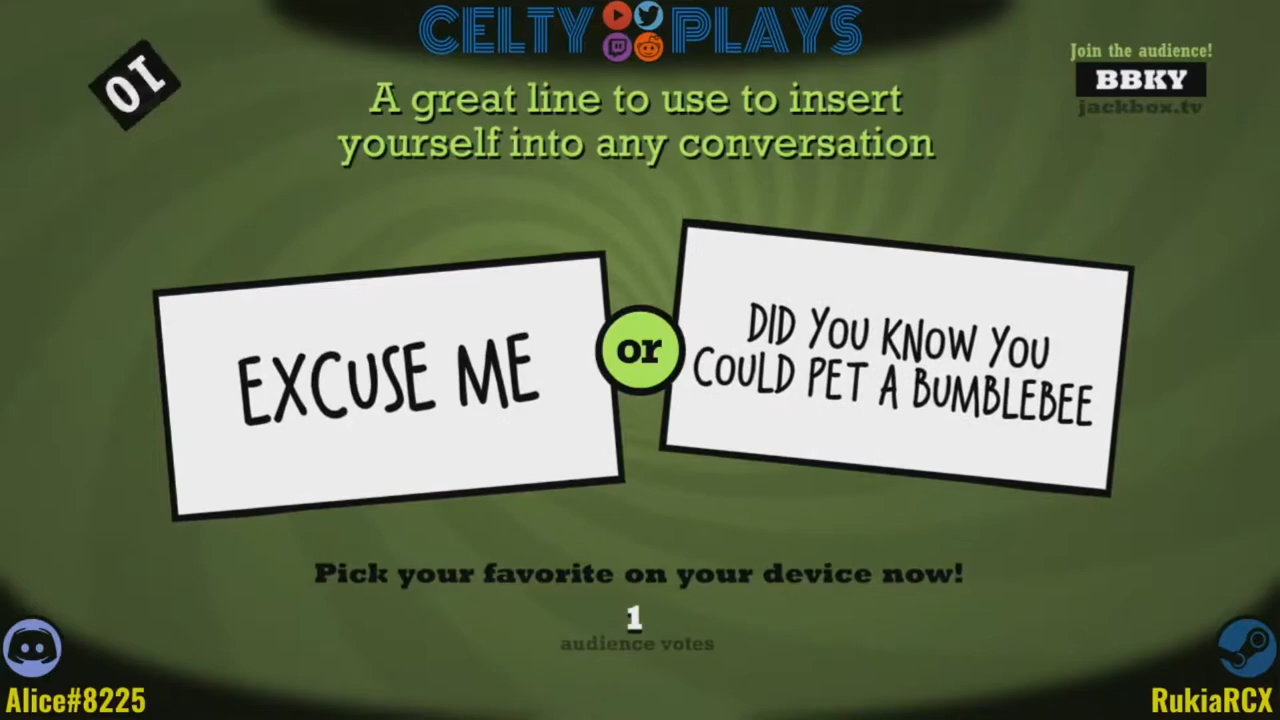 CELTY PLAYS
10
Join the audience!
BBKY
jackbox.tv
A great line to use to insert
yourself into any conversation
EXCUSE ME
or
DID YOU KNOW YOU
COULD PET A BUMBLEBEE
Pick your favorite on your device now!
1
audience votes
Alice#8225
RukiaRCX